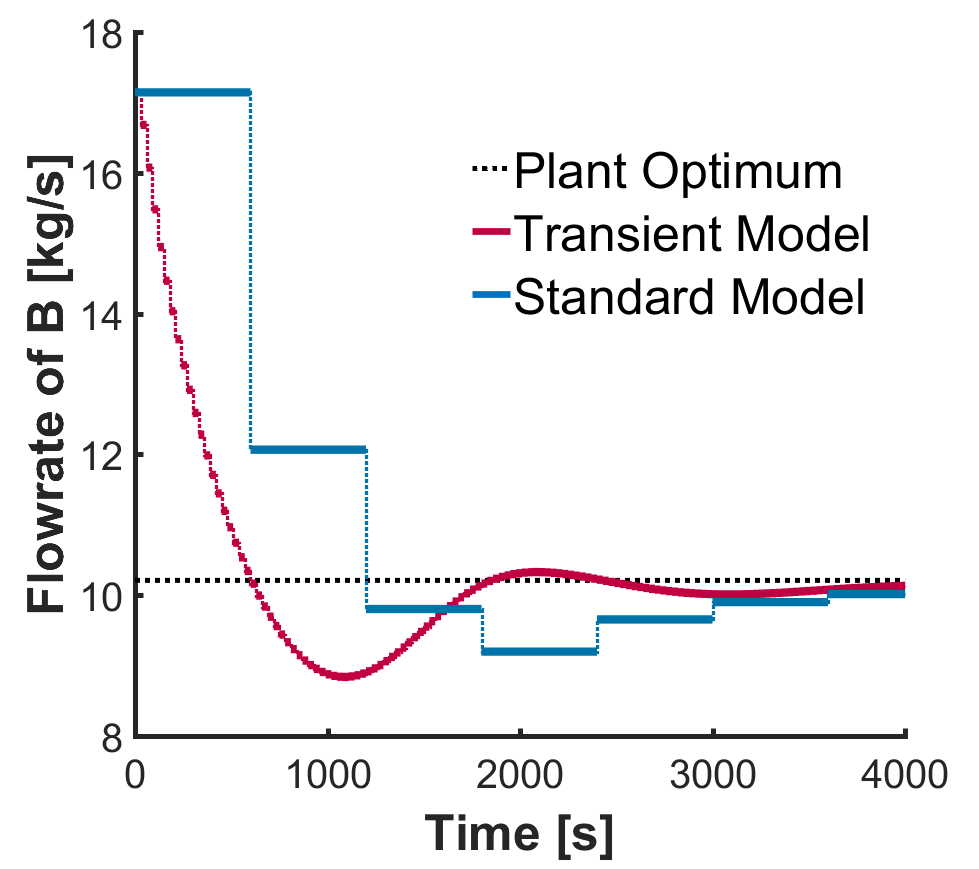 18
16
14
12
10
8
Flowrate of B [kg/s]
Plant Optimum
Transient Model
Standard Model
0
1000
2000
3000
4000
Time [s]